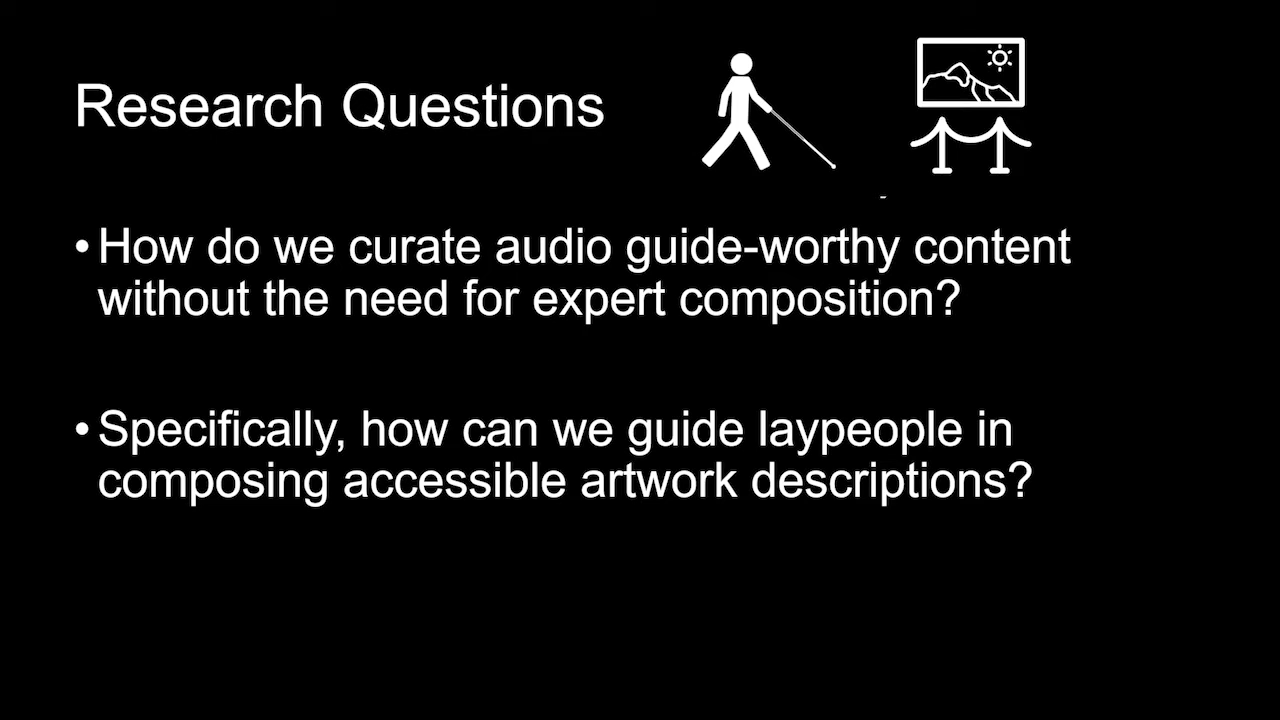 Research Questions
• How do we curate audio guide-worthy content
without the need for expert composition?
• Specifically, how can we guide laypeople in
composing accessible artwork descriptions?